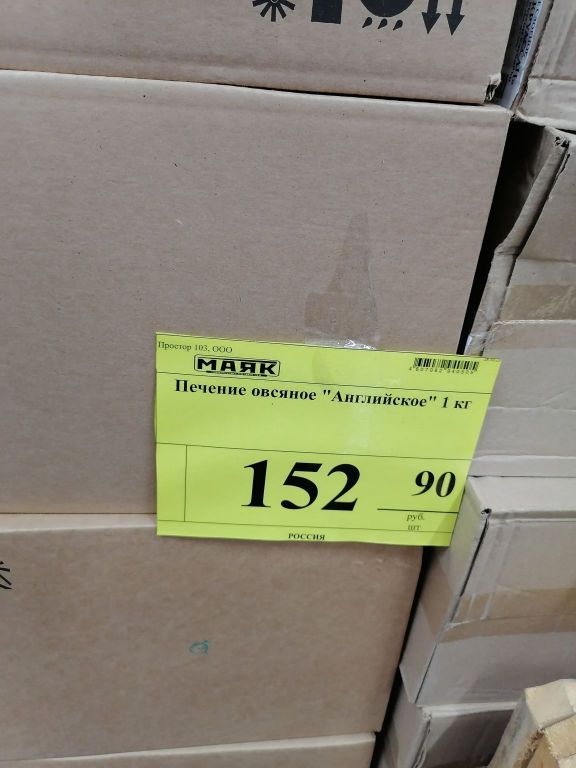 Простор 103, ООО
МАЯК
Печение овсяное "Английское" 1 кг
152 90
руб.
шт
РОССИЯ